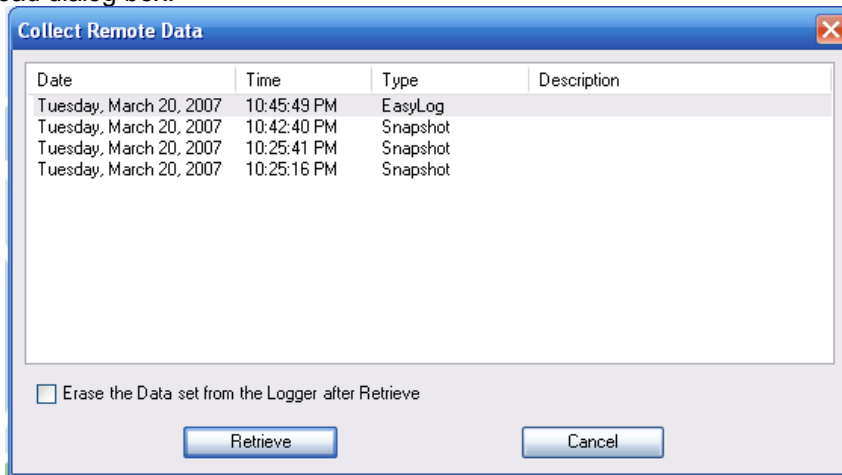 dialog box.
Collect Remote Data
Date Time Type Description
Tuesday, March 20, 2007 10:45:49 PM EasyLog
Tuesday, March 20, 2007 10:42:40 PM Snapshot
Tuesday, March 20, 2007 10:25:41 PM Snapshot
Tuesday, March 20, 2007 10:25:16 PM Snapshot
Erase the Data set from the Logger after Retrieve
Retrieve Cancel